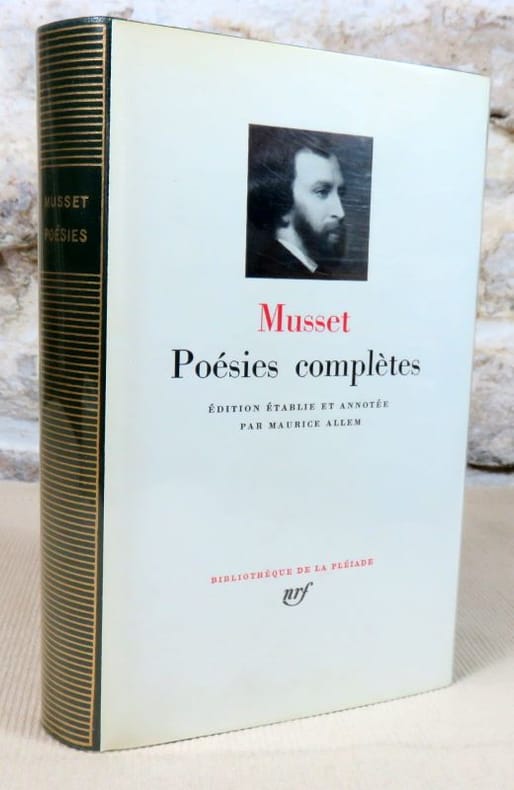 MUSSET
POÉSIES
Musset
Poésies complètes
ÉDITION ÉTABLIE ET ANNOTÉE
PAR MAURICE ALLEM
BIBLIOTHÈQUE DE LA PLÉIADE
nrf